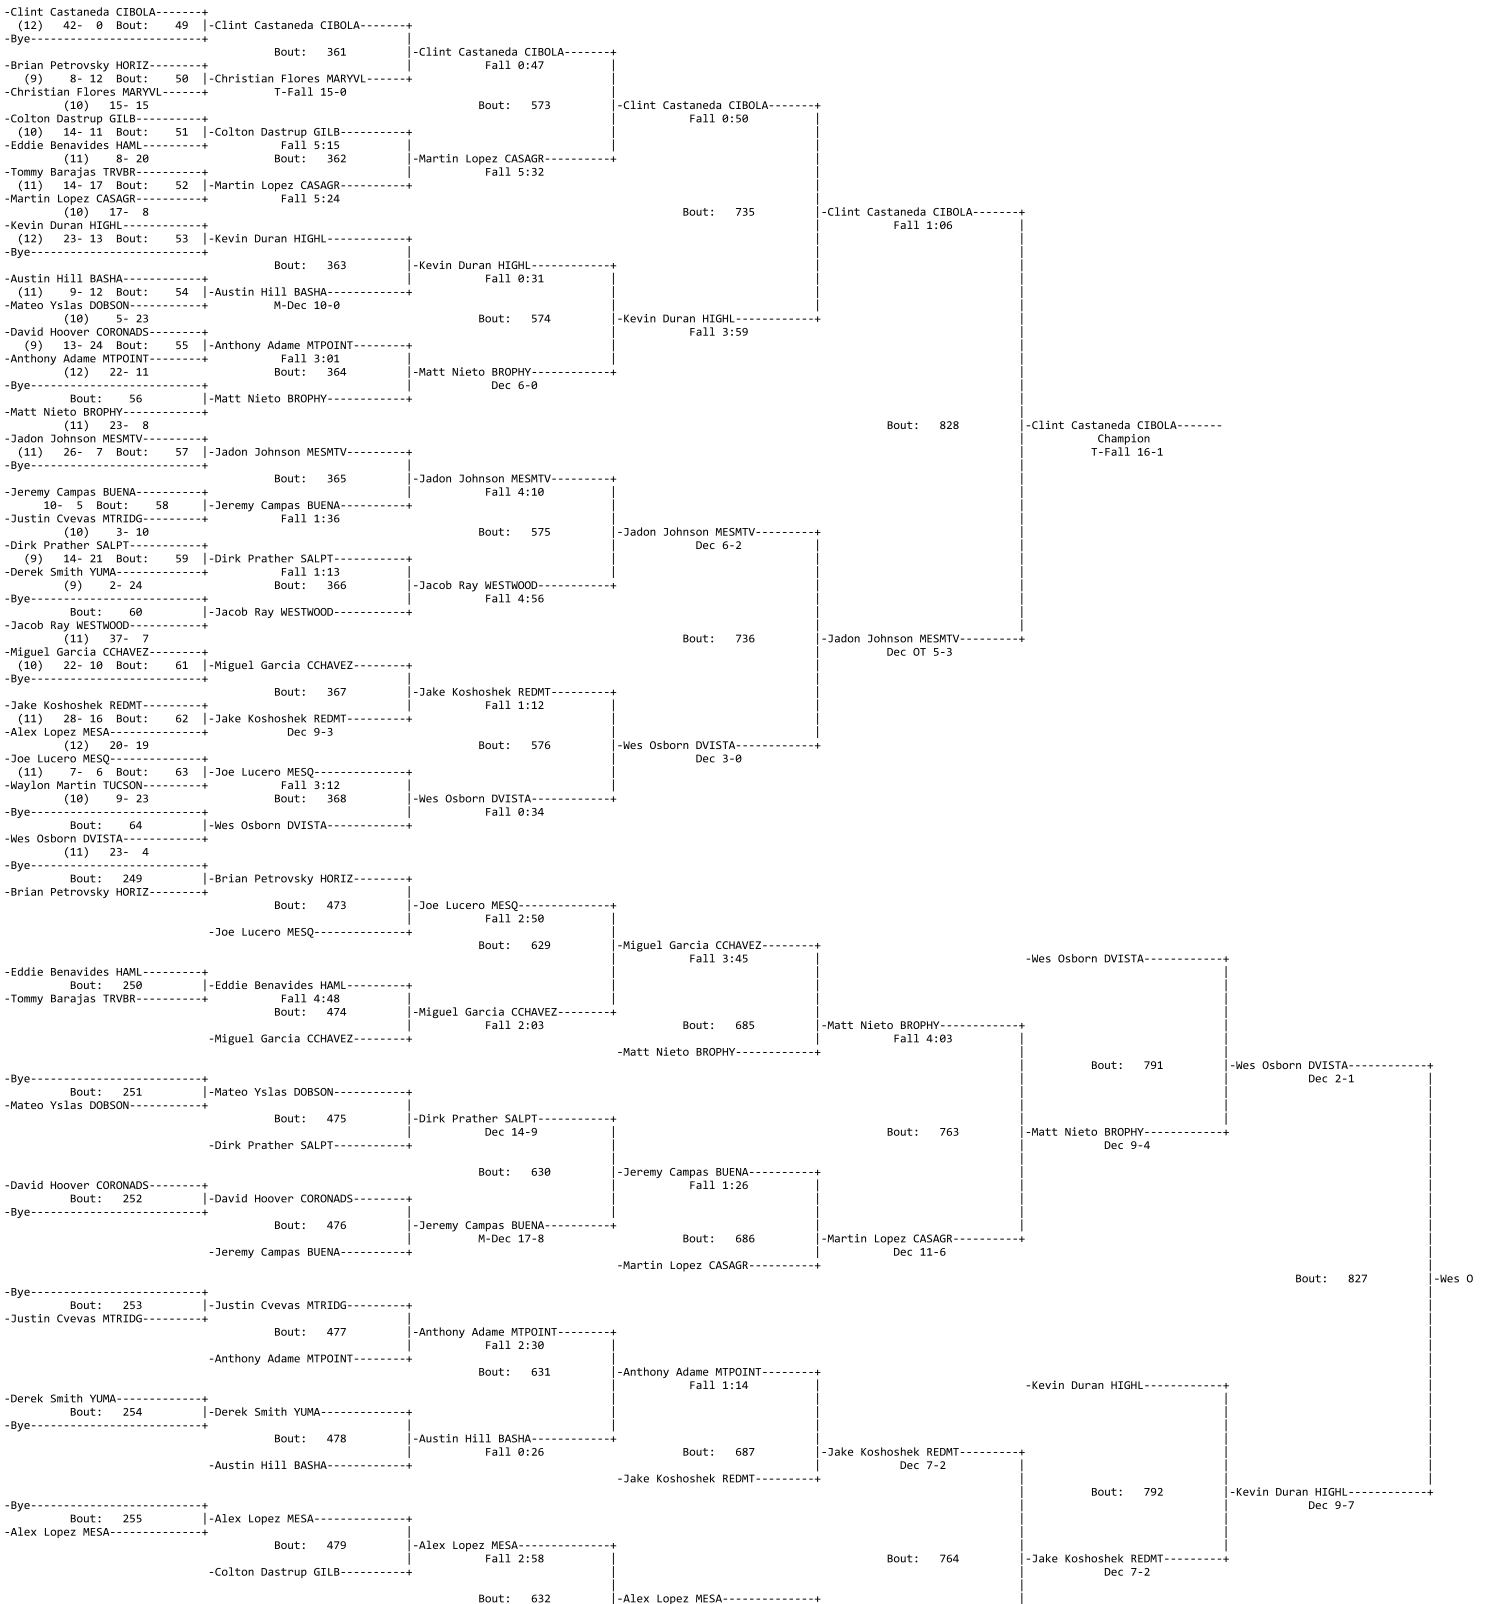 -Clint Castaneda CIBOLA-------+
(12) 42- 0 Bout: 49 |-Clint Castaneda CIBOLA-------+
-Bye--------------------------+ |
Bout: 361 |-Clint Castaneda CIBOLA-------+
-Brian Petrovsky HORIZ--------+ | Fall 0:47 |
(9) 8- 12 Bout: 50 |-Christian Flores MARYVL------+ |
-Christian Flores MARYVL------+ T-Fall 15-0 |
(10) 15- 15 Bout: 573 |-Clint Castaneda CIBOLA-------+
-Colton Dastrup GILB----------+ | Fall 0:50 |
(10) 14- 11 Bout: 51 |-Colton Dastrup GILB----------+ | |
-Eddie Benavides HAML---------+ Fall 5:15 | | |
(11) 8- 20 Bout: 362 |-Martin Lopez CASAGR----------+ |
-Tommy Barajas TRVBR----------+ | Fall 5:32 |
(11) 14- 17 Bout: 52 |-Martin Lopez CASAGR----------+ |
-Martin Lopez CASAGR----------+ Fall 5:24 |
(10) 17- 8 Bout: 735 |-Clint Castaneda CIBOLA-------+
-Kevin Duran HIGHL------------+ | Fall 1:06 |
(12) 23- 13 Bout: 53 |-Kevin Duran HIGHL------------+ | |
-Bye--------------------------+ | | |
Bout: 363 |-Kevin Duran HIGHL------------+ | |
-Austin Hill BASHA------------+ | Fall 0:31 | | |
(11) 9- 12 Bout: 54 |-Austin Hill BASHA------------+ | | |
-Mateo Yslas DOBSON-----------+ M-Dec 10-0 | | |
(10) 5- 23 Bout: 574 |-Kevin Duran HIGHL------------+ |
-David Hoover CORONADS--------+ | Fall 3:59 |
(9) 13- 24 Bout: 55 |-Anthony Adame MTPOINT--------+ | |
-Anthony Adame MTPOINT--------+ Fall 3:01 | | |
(12) 22- 11 Bout: 364 |-Matt Nieto BROPHY------------+ |
-Bye--------------------------+ | Dec 6-0 |
Bout: 56 |-Matt Nieto BROPHY------------+ |
-Matt Nieto BROPHY------------+ |
(11) 23- 8 Bout: 828 |-Clint Castaneda CIBOLA-------
-Jadon Johnson MESMTV---------+ | Champion
(11) 26- 7 Bout: 57 |-Jadon Johnson MESMTV---------+ | T-Fall 16-1
-Bye--------------------------+ | |
Bout: 365 |-Jadon Johnson MESMTV---------+ |
-Jeremy Campas BUENA----------+ | Fall 4:10 | |
10- 5 Bout: 58 |-Jeremy Campas BUENA----------+ | |
-Justin Cvevas MTRIDG---------+ Fall 1:36 | |
(10) 3- 10 Bout: 575 |-Jadon Johnson MESMTV---------+ |
-Dirk Prather SALPT-----------+ | Dec 6-2 | |
(9) 14- 21 Bout: 59 |-Dirk Prather SALPT-----------+ | | |
-Derek Smith YUMA-------------+ Fall 1:13 | | | |
(9) 2- 24 Bout: 366 |-Jacob Ray WESTWOOD-----------+ | |
-Bye--------------------------+ | Fall 4:56 | |
Bout: 60 |-Jacob Ray WESTWOOD-----------+ | |
-Jacob Ray WESTWOOD-----------+ | |
(11) 37- 7 Bout: 736 |-Jadon Johnson MESMTV---------+
-Miguel Garcia CCHAVEZ--------+ | Dec OT 5-3
(10) 22- 10 Bout: 61 |-Miguel Garcia CCHAVEZ--------+ |
-Bye--------------------------+ | |
Bout: 367 |-Jake Koshoshek REDMT---------+ |
-Jake Koshoshek REDMT---------+ | Fall 1:12 | |
(11) 28- 16 Bout: 62 |-Jake Koshoshek REDMT---------+ | |
-Alex Lopez MESA--------------+ Dec 9-3 | |
(12) 20- 19 Bout: 576 |-Wes Osborn DVISTA------------+
-Joe Lucero MESQ--------------+ | Dec 3-0
(11) 7- 6 Bout: 63 |-Joe Lucero MESQ--------------+ |
-Waylon Martin TUCSON---------+ Fall 3:12 | |
(10) 9- 23 Bout: 368 |-Wes Osborn DVISTA------------+
-Bye--------------------------+ | Fall 0:34
Bout: 64 |-Wes Osborn DVISTA------------+
-Wes Osborn DVISTA------------+
(11) 23- 4
-Bye--------------------------+
Bout: 249 |-Brian Petrovsky HORIZ--------+
-Brian Petrovsky HORIZ--------+ |
Bout: 473 |-Joe Lucero MESQ--------------+
| Fall 2:50 |
-Joe Lucero MESQ--------------+ |
Bout: 629 |-Miguel Garcia CCHAVEZ--------+
| Fall 3:45 | -Wes Osborn DVISTA------------+
-Eddie Benavides HAML---------+ | | |
Bout: 250 |-Eddie Benavides HAML---------+ | | |
-Tommy Barajas TRVBR----------+ Fall 4:48 | | | |
Bout: 474 |-Miguel Garcia CCHAVEZ--------+ | |
| Fall 2:03 Bout: 685 |-Matt Nieto BROPHY------------+ |
-Miguel Garcia CCHAVEZ--------+ | Fall 4:03 | |
-Matt Nieto BROPHY------------+ | |
Bout: 791 |-Wes Osborn DVISTA------------+
-Bye--------------------------+ | | Dec 2-1 |
Bout: 251 |-Mateo Yslas DOBSON-----------+ | | |
-Mateo Yslas DOBSON-----------+ | | | |
Bout: 475 |-Dirk Prather SALPT-----------+ | | |
| Dec 14-9 | Bout: 763 |-Matt Nieto BROPHY------------+ |
-Dirk Prather SALPT-----------+ | | Dec 9-4 |
Bout: 630 |-Jeremy Campas BUENA----------+ | |
-David Hoover CORONADS--------+ | Fall 1:26 | | |
Bout: 252 |-David Hoover CORONADS--------+ | | | |
-Bye--------------------------+ | | | | |
Bout: 476 |-Jeremy Campas BUENA----------+ | | |
| M-Dec 17-8 Bout: 686 |-Martin Lopez CASAGR----------+ |
-Jeremy Campas BUENA----------+ | Dec 11-6 |
-Martin Lopez CASAGR----------+ |
Bout: 827 |-Wes O
-Bye--------------------------+ |
Bout: 253 |-Justin Cvevas MTRIDG---------+ |
-Justin Cvevas MTRIDG---------+ | |
Bout: 477 |-Anthony Adame MTPOINT--------+ |
| Fall 2:30 | |
-Anthony Adame MTPOINT--------+ | |
Bout: 631 |-Anthony Adame MTPOINT--------+ |
| Fall 1:14 | -Kevin Duran HIGHL------------+ |
-Derek Smith YUMA-------------+ | | | |
Bout: 254 |-Derek Smith YUMA-------------+ | | | |
-Bye--------------------------+ | | | | |
Bout: 478 |-Austin Hill BASHA------------+ | | |
| Fall 0:26 Bout: 687 |-Jake Koshoshek REDMT---------+ | |
-Austin Hill BASHA------------+ | Dec 7-2 | | |
-Jake Koshoshek REDMT---------+ | | |
Bout: 792 |-Kevin Duran HIGHL------------+
-Bye--------------------------+ | | Dec 9-7
Bout: 255 |-Alex Lopez MESA--------------+ | |
-Alex Lopez MESA--------------+ | | |
Bout: 479 |-Alex Lopez MESA--------------+ | |
| Fall 2:58 | Bout: 764 |-Jake Koshoshek REDMT---------+
-Colton Dastrup GILB----------+ | | Dec 7-2
Bout: 632 |-Alex Lopez MESA--------------+ |